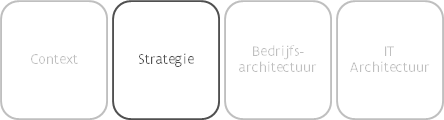 Context
Strategie
Bedrijfs-
architectuur
IT
Architectuur